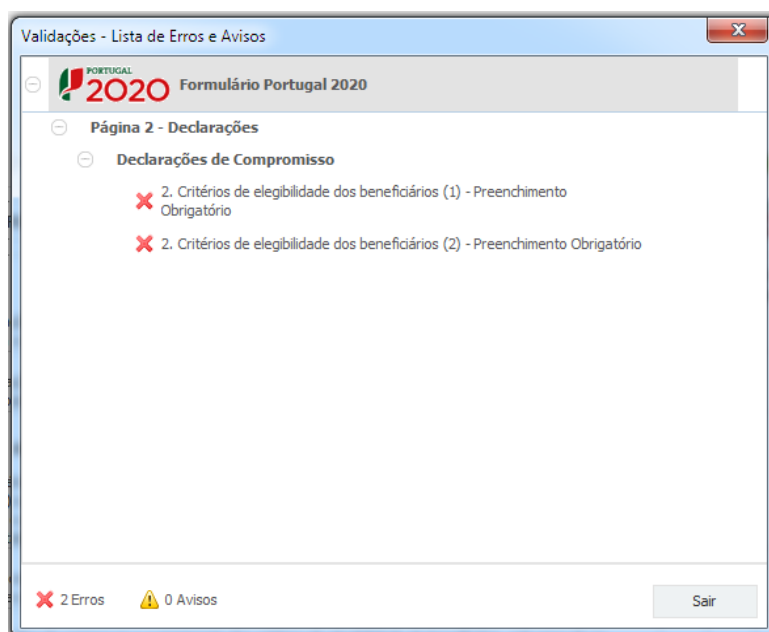 Validações - Lista de Erros e Avisos
PORTUGAL
2020
Formulário Portugal 2020
Página 2 - Declarações
Declarações de Compromisso
2. Critérios de elegibilidade dos beneficiários (1) - Preenchimento
Obrigatório
2. Critérios de elegibilidade dos beneficiários (2) - Preenchimento Obrigatório
2 Erros
0 Avisos
Sair